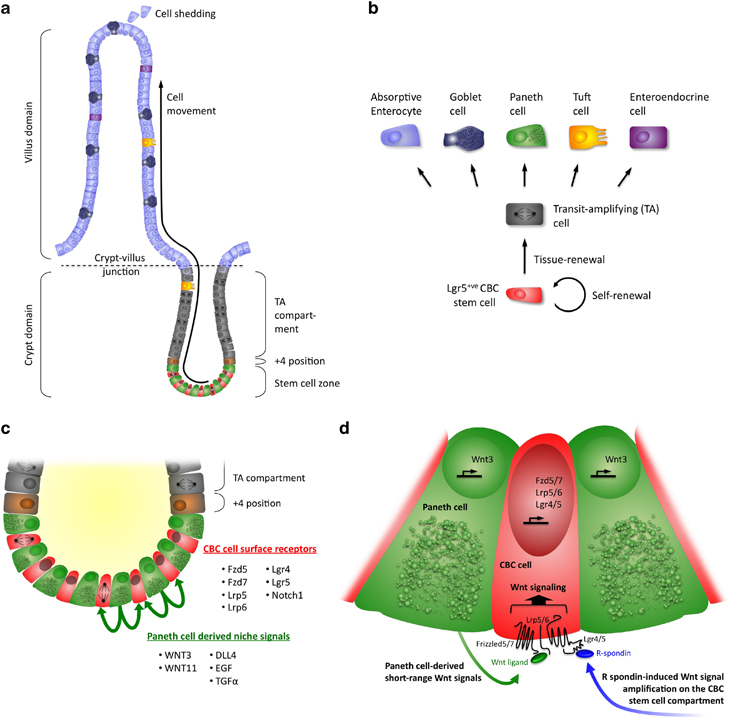 a
Cell shedding
Cell
movement
Villus domain
Crypt-villus
junction
Crypt domain
TA
compart-
ment
+4 position
Stem cell zone
b
Absorptive
Enterocyte
Goblet
cell
Paneth
cell
Tuft
cell
Enteroendocrine
cell
Transit-amplifying (TA)
cell
Tissue-renewal
Lgr5+ve CBC
stem cell
Self-renewal
c
TA compartment
+4 position
CBC cell surface receptors
• Fzd5 • Lgr4
• Fzd7 • Lgr5
• Lrp5 • Notch1
• Lrp6
Paneth cell derived niche signals
• WNT3 • DLL4
• WNT11 • EGF
• TGFα
d
Wnt3
Fzd5/7
Lrp5/6
Lgr4/5
Wnt3
Paneth cell
CBC cell
Wnt signaling
Lrp5/6
Frizzled5/7
Lgr4/5
Wnt ligand
R-spondin
Paneth cell-derived
short-range Wnt signals
R spondin-induced Wnt signal
amplification on the CBC
stem cell compartment